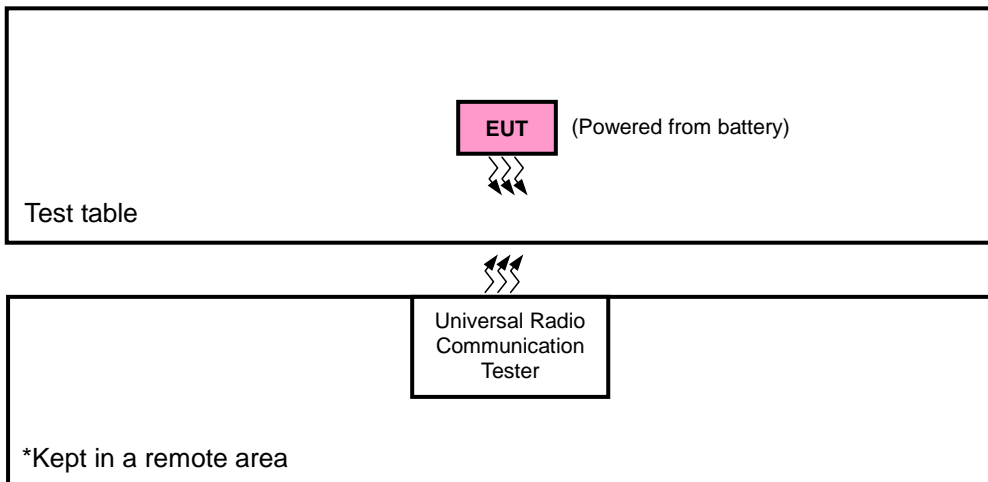 EUT
(Powered from battery)
Test table
Universal Radio
Communication
Tester
*Kept in a remote area